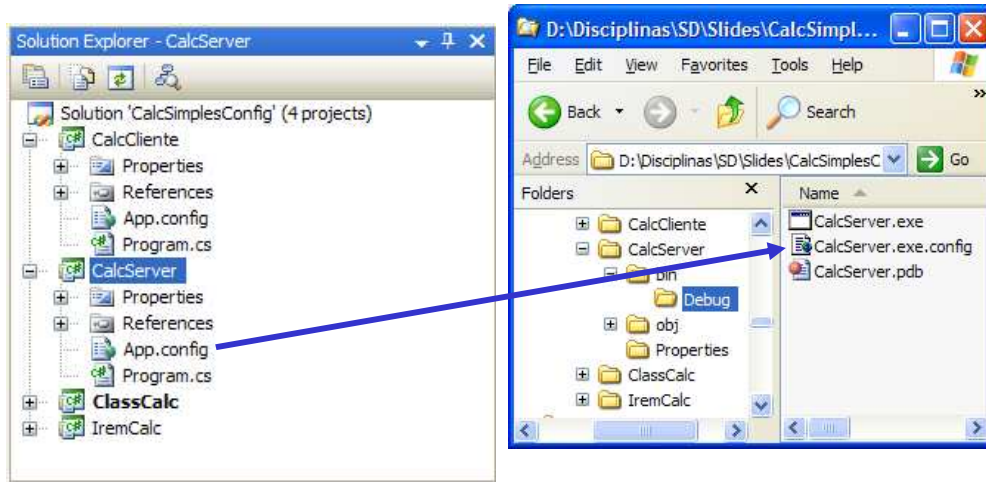 Solution Explorer - CalcServer
Solution 'CalcSimplesConfig' (4 projects)
CalcCliente
Properties
References
App.config
Program.cs
CalcServer
Properties
References
App.config
Program.cs
ClassCalc
IremCalc
D:\Disciplinas\SD\Slides\CalcSimpl...
File Edit View Favorites Tools Help
Back Search
Address D:\Disciplinas\SD\Slides\CalcSimplesC Go
Folders
CalcCliente
CalcServer
bin
Debug
obj
Properties
ClassCalc
IremCalc
Name
CalcServer.exe
CalcServer.exe.config
CalcServer.pdb